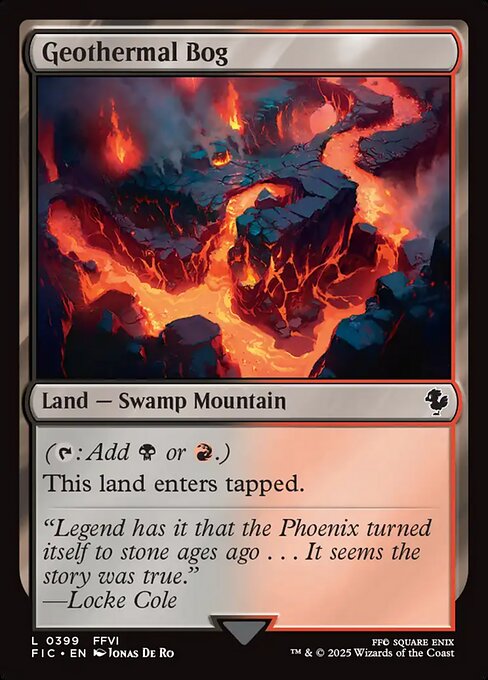 Geothermal Bog
Land — Swamp Mountain
( : Add  or .)
This land enters tapped.
“Legend has it that the Phoenix turned
itself to stone ages ago . . . It seems the
story was true.”
—Locke Cole
L 0399 FFVI
FIC • EN Jonas De Ro
FF© SQUARE ENIX
™ & © 2025 Wizards of the Coast